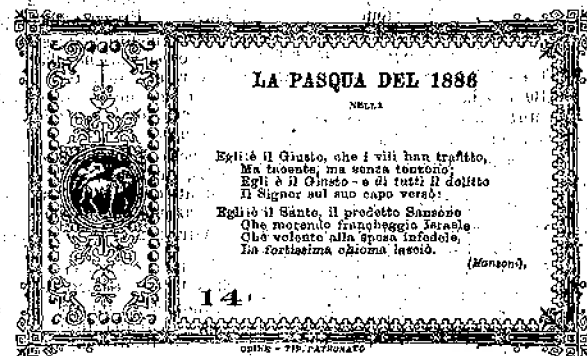 LA PASQUA DEL 1886
NELLA
Egli è il Giusto, che i vili han trafitto,
Ma tacente, ma senza tenzone;
Egli è il Giusto - e di tutti il delitto
Il Signor sul suo capo versò:
Egli è il Santo, il predetto Sansone
Che morendo francheggia Israele
Che volente alla sposa infedele,
La fortissima chioma lasciò.
(Manzoni),
14
UDINE - TIP. PATRONATO